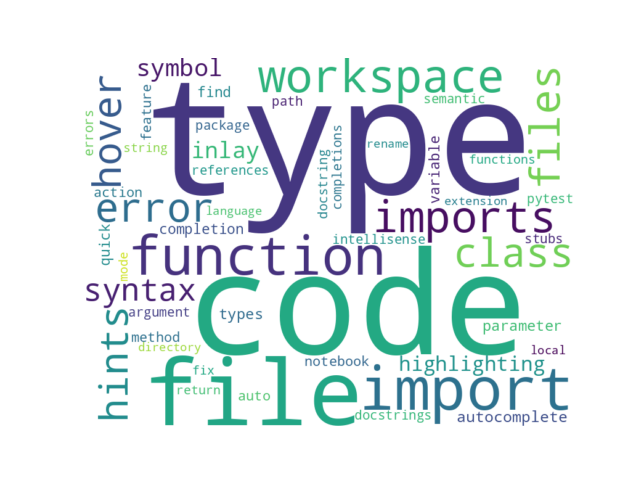 symbol
workspace
type
files
hover
find
path
semantic
feature
errors
package
string
inlay
references
docstring
completions
rename
variable
functions
action
error
language
imports
extension
pytest
quick
completion
intellisense
stubs
function
class
mode
code
syntax
argument
types
parameter
hints
method
directory
notebook
highlighting
local
file
fix
return
auto
import
docstrings
autocomplete